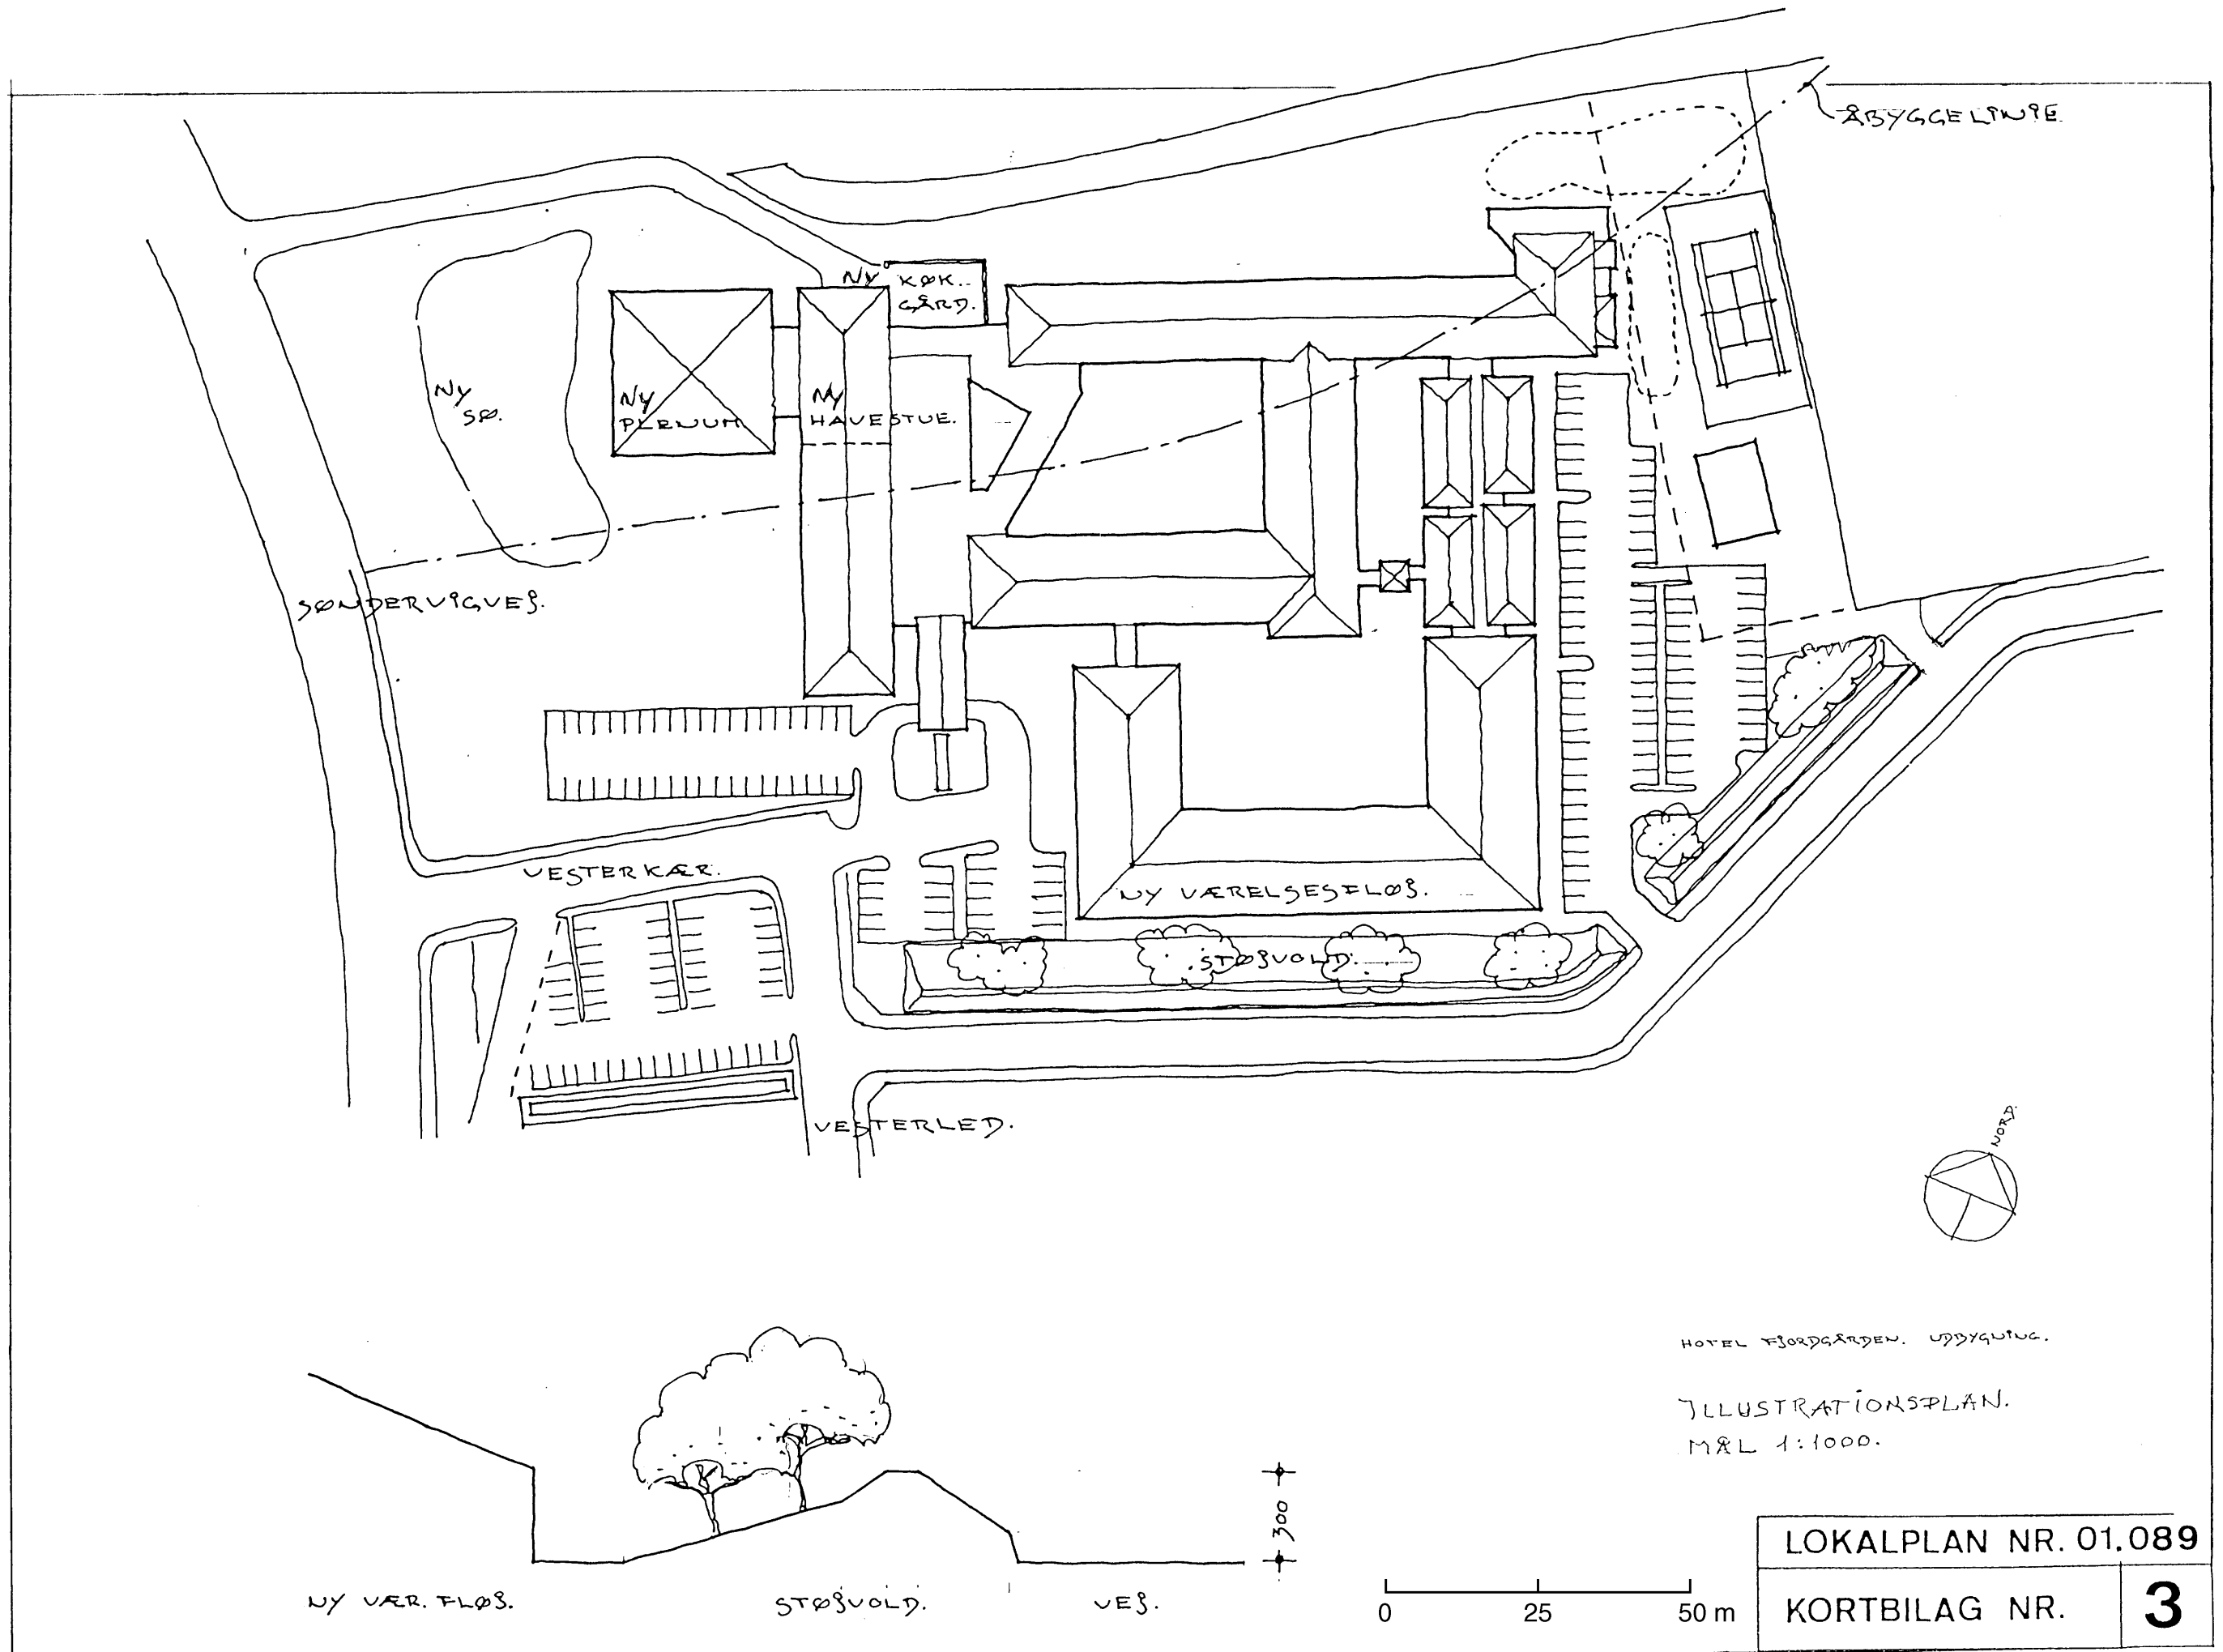 ÅBYGGELINIE.
NY KØK..
GÅRD.
NY
SØ.
NY
PLENUM
NY
HAVESTUE.
SØNDERVIGVEJ.
VESTERKÆR.
NY VÆRELSESFLØJ.
STØJVOLD.
VESTERLED.
NORD.
HOTEL FJORDGÅRDEN. UDBYGNING.
ILLUSTRATIONSPLAN.
MÅL 1:1000.
300
NY VÆR. FLØJ.
STØJVOLD.
VEJ.
0 25 50 m
LOKALPLAN NR. 01.089
KORTBILAG NR. 3